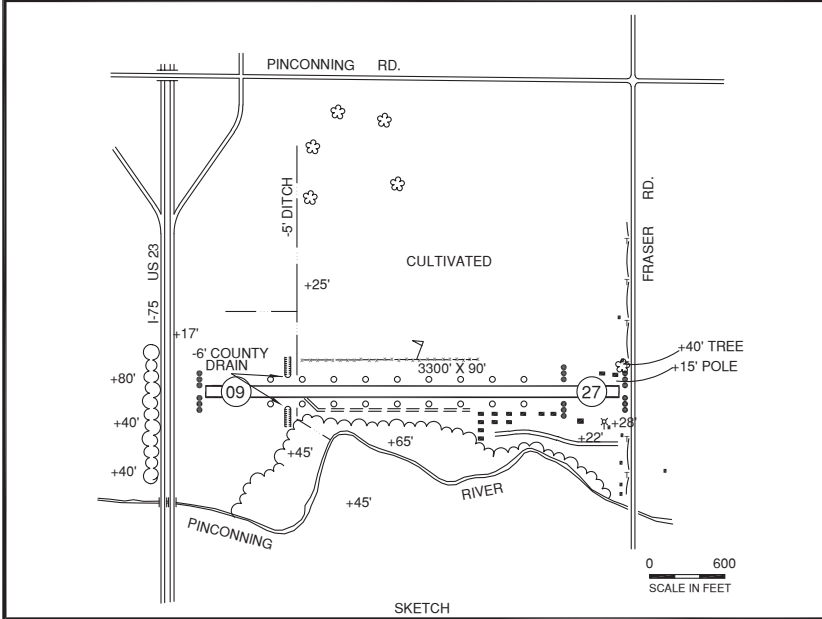 PINCONNING RD.
-5' DITCH
RD.
FRASER
CULTIVATED
US 23
I-75
+25'
+17'
-6' COUNTY
DRAIN
3300' X 90'
+40' TREE
+15' POLE
+80'
09
27
+40'
+28'
+22'
+65'
+45'
+40'
RIVER
+45'
PINCONNING
0 600
SCALE IN FEET
SKETCH
T
T
T
T
T